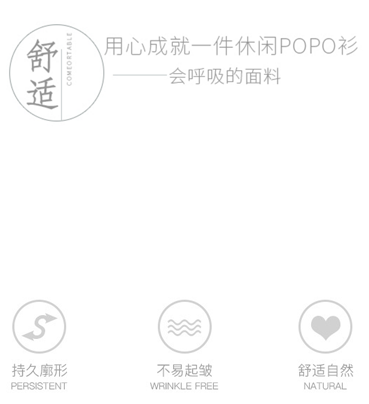 舒适
COMEORTABLE
用心成就一件休闲POPO衫
会呼吸的面料
持久廓形
PERSISTENT
不易起皱
WRINKLE FREE
舒适自然
NATURAL